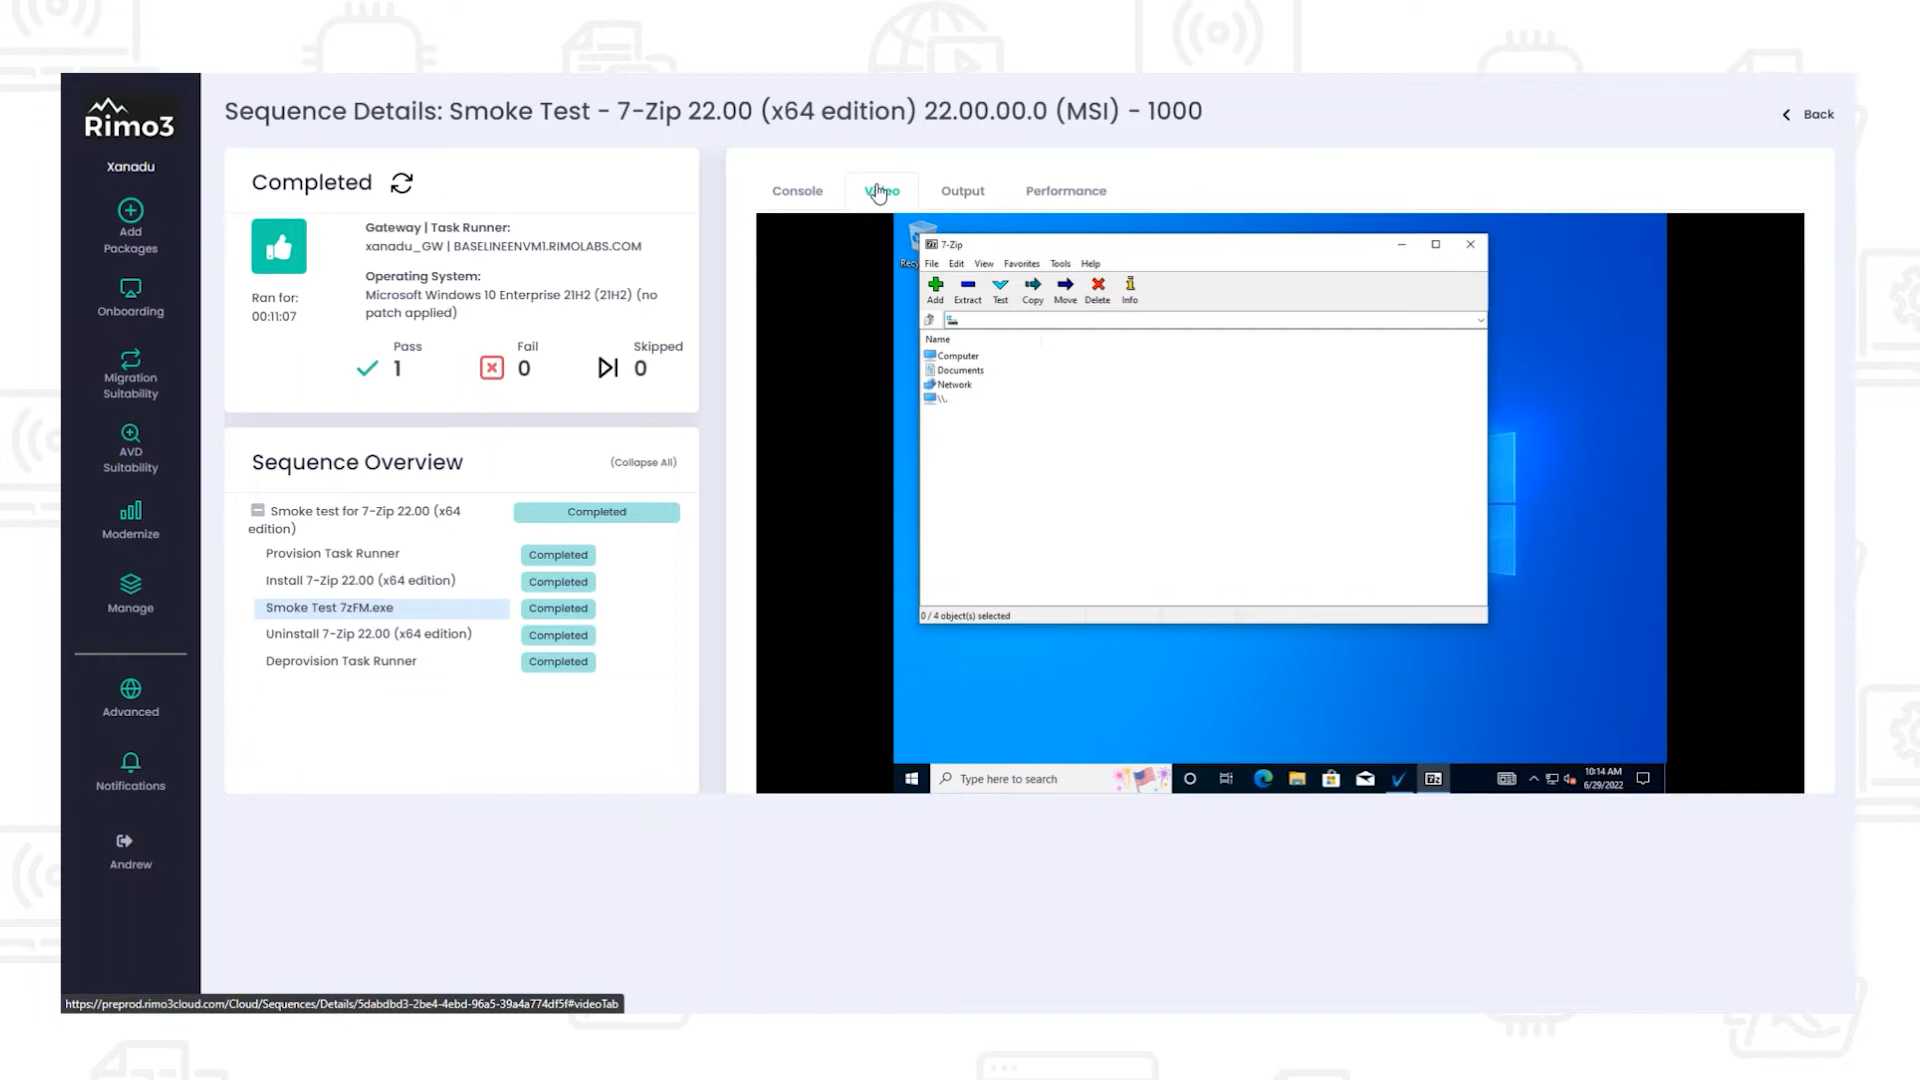 Rimo3
Xanadu
Add
Packages
Onboarding
Migration
Suitability
AVD
Suitability
Modernize
Manage
Advanced
Notifications
Andrew
Sequence Details: Smoke Test - 7-Zip 22.00 (x64 edition) 22.00.00.0 (MSI) - 1000
Back
Completed
Gateway | Task Runner:
xanadu_GW | BASELINEENVM1.RIMOLABS.COM
Ran for:
00:11:07
Operating System:
Microsoft Windows 10 Enterprise 21H2 (21H2) (no
patch applied)
Pass
1
Fail
0
Skipped
0
Sequence Overview
(Collapse All)
Smoke test for 7-Zip 22.00 (x64
edition)
Completed
Provision Task Runner
Completed
Install 7-Zip 22.00 (x64 edition)
Completed
Smoke Test 7zFM.exe
Completed
Uninstall 7-Zip 22.00 (x64 edition)
Completed
Deprovision Task Runner
Completed
Console
Video
Output
Performance
7-Zip
File Edit View Favorites Tools Help
Add Extract Test Copy Move Delete Info
Name
Computer
Documents
Network
\\.
0 / 4 object(s) selected
Type here to search
10:14 AM
6/29/2022
https://preprod.rimo3cloud.com/Cloud/Sequences/Details/5dabdbd3-2be4-4ebd-96a5-39a4a774df5f#videoTab